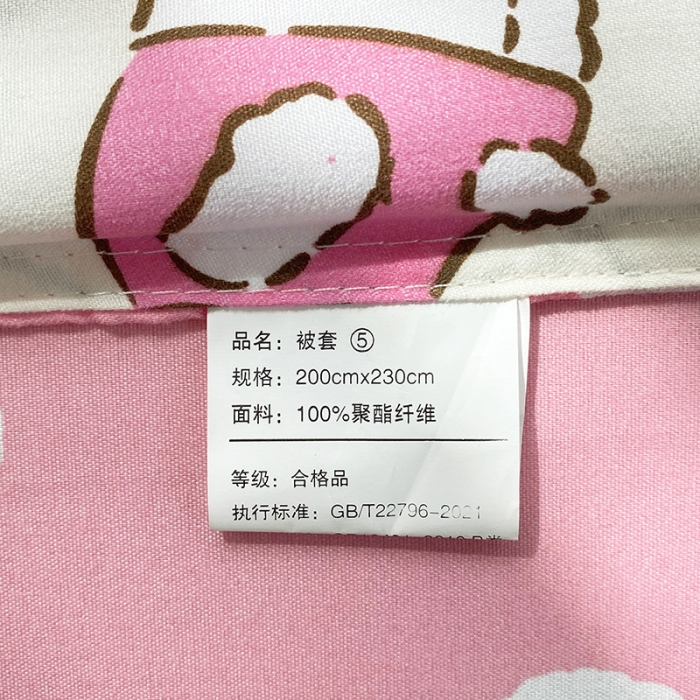 品名：被套 ⑤
规格：200cmx230cm
面料：100%聚酯纤维
等级：合格品
执行标准：GB/T22796-2021